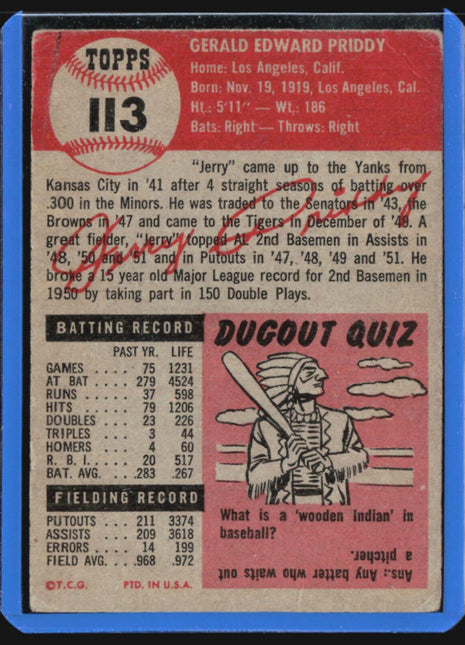 TOPPS
113
GERALD EDWARD PRIDDY
Home: Los Angeles, Calif.
Born: Nov. 19, 1919, Los Angeles, Cal.
Ht.: 5'11" — Wt.: 186
Bats: Right — Throws: Right
"Jerry" came up to the Yanks from
Kansas City in '41 after 4 straight seasons of batting over
.300 in the Minors. He was traded to the Senators in '43, the
Browns in '47 and came to the Tigers in December of '49. A
great fielder, "Jerry" topped AL 2nd Basemen in Assists in
'48, '50 and '51 and in Putouts in '47, '48, '49 and '51. He
broke a 15 year old Major League record for 2nd Basemen in
1950 by taking part in 150 Double Plays.
Jerry Priddy
BATTING RECORD
PAST YR. LIFE
GAMES ..... 75 1231
AT BAT .... 279 4524
RUNS ..... 37 598
HITS ..... 79 1206
DOUBLES ... 23 226
TRIPLES .... 3 44
HOMERS .... 4 60
R. B. I. .... 20 517
BAT. AVG. .. .283 .267
FIELDING RECORD
PUTOUTS ... 211 3374
ASSISTS .... 209 3618
ERRORS .... 14 199
FIELD AVG. .. .968 .972
©T.C.G. PTD. IN U.S.A.
DUGOUT QUIZ
What is a 'wooden Indian' in
baseball?
Ans.: Any batter who waits out
a pitcher.